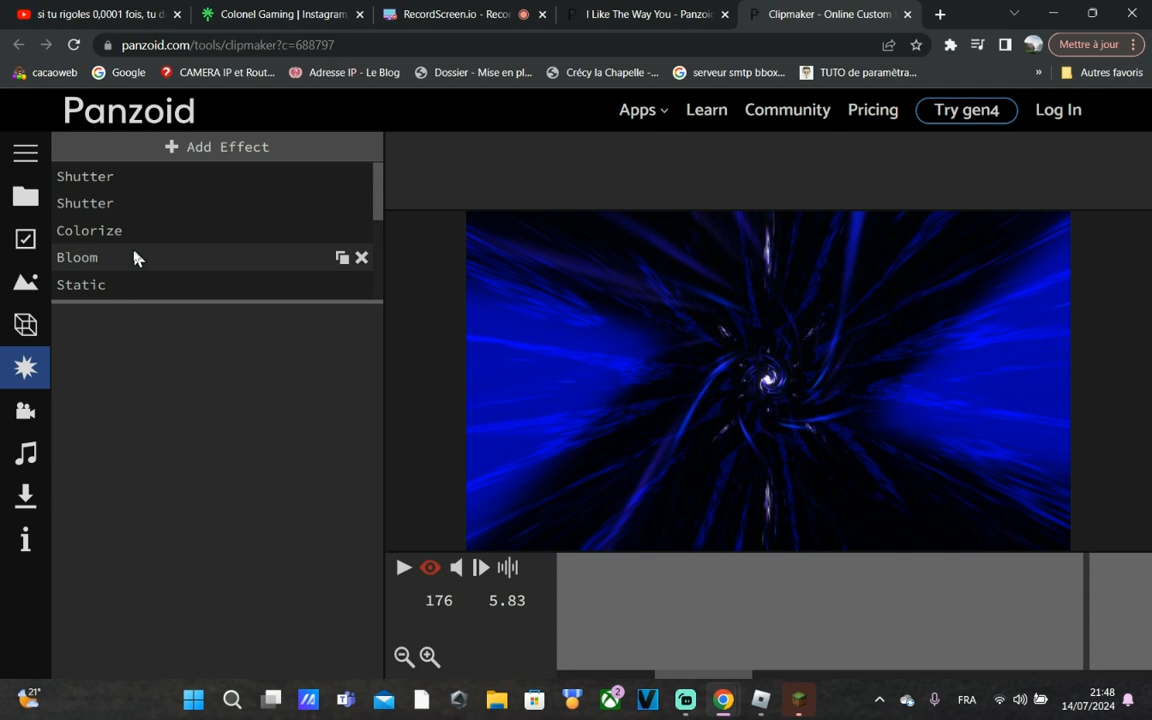 si tu rigoles 0,0001 fois, tu d
Colonel Gaming | Instagram
RecordScreen.io - Recor
I Like The Way You - Panzoi
Clipmaker - Online Custom
panzoid.com/tools/clipmaker?c=688797
Mettre à jour
cacaoweb
Google
CAMERA IP et Rout...
Adresse IP - Le Blog
Dossier - Mise en pl...
Crécy la Chapelle -...
serveur smtp bbox...
TUTO de paramètra...
»
Autres favoris
Panzoid
Apps
Learn
Community
Pricing
Try gen4
Log In
+ Add Effect
Shutter
Shutter
Colorize
Bloom
Static
176 5.83
21°
2
FRA
21:48
14/07/2024